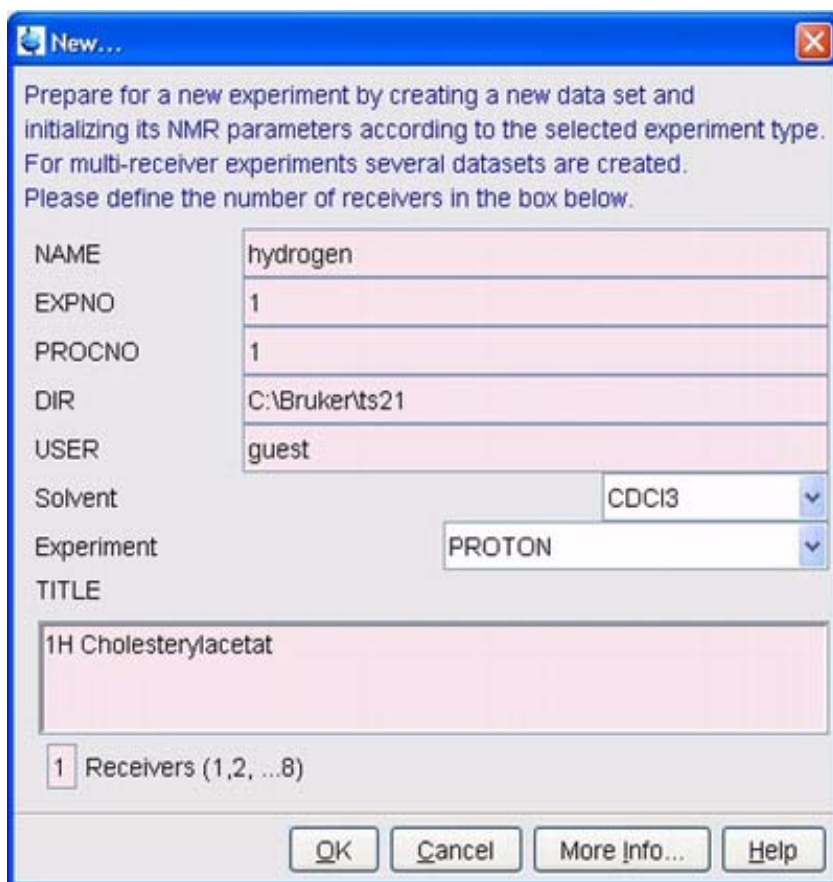 New...
Prepare for a new experiment by creating a new data set and
initializing its NMR parameters according to the selected experiment type.
For multi-receiver experiments several datasets are created.
Please define the number of receivers in the box below.
NAME hydrogen
EXPNO 1
PROCNO 1
DIR C:\Bruker\ts21
USER guest
Solvent CDCl3
Experiment PROTON
TITLE
1H Cholesterylacetat
1 Receivers (1,2, ...8)
OK Cancel More Info... Help